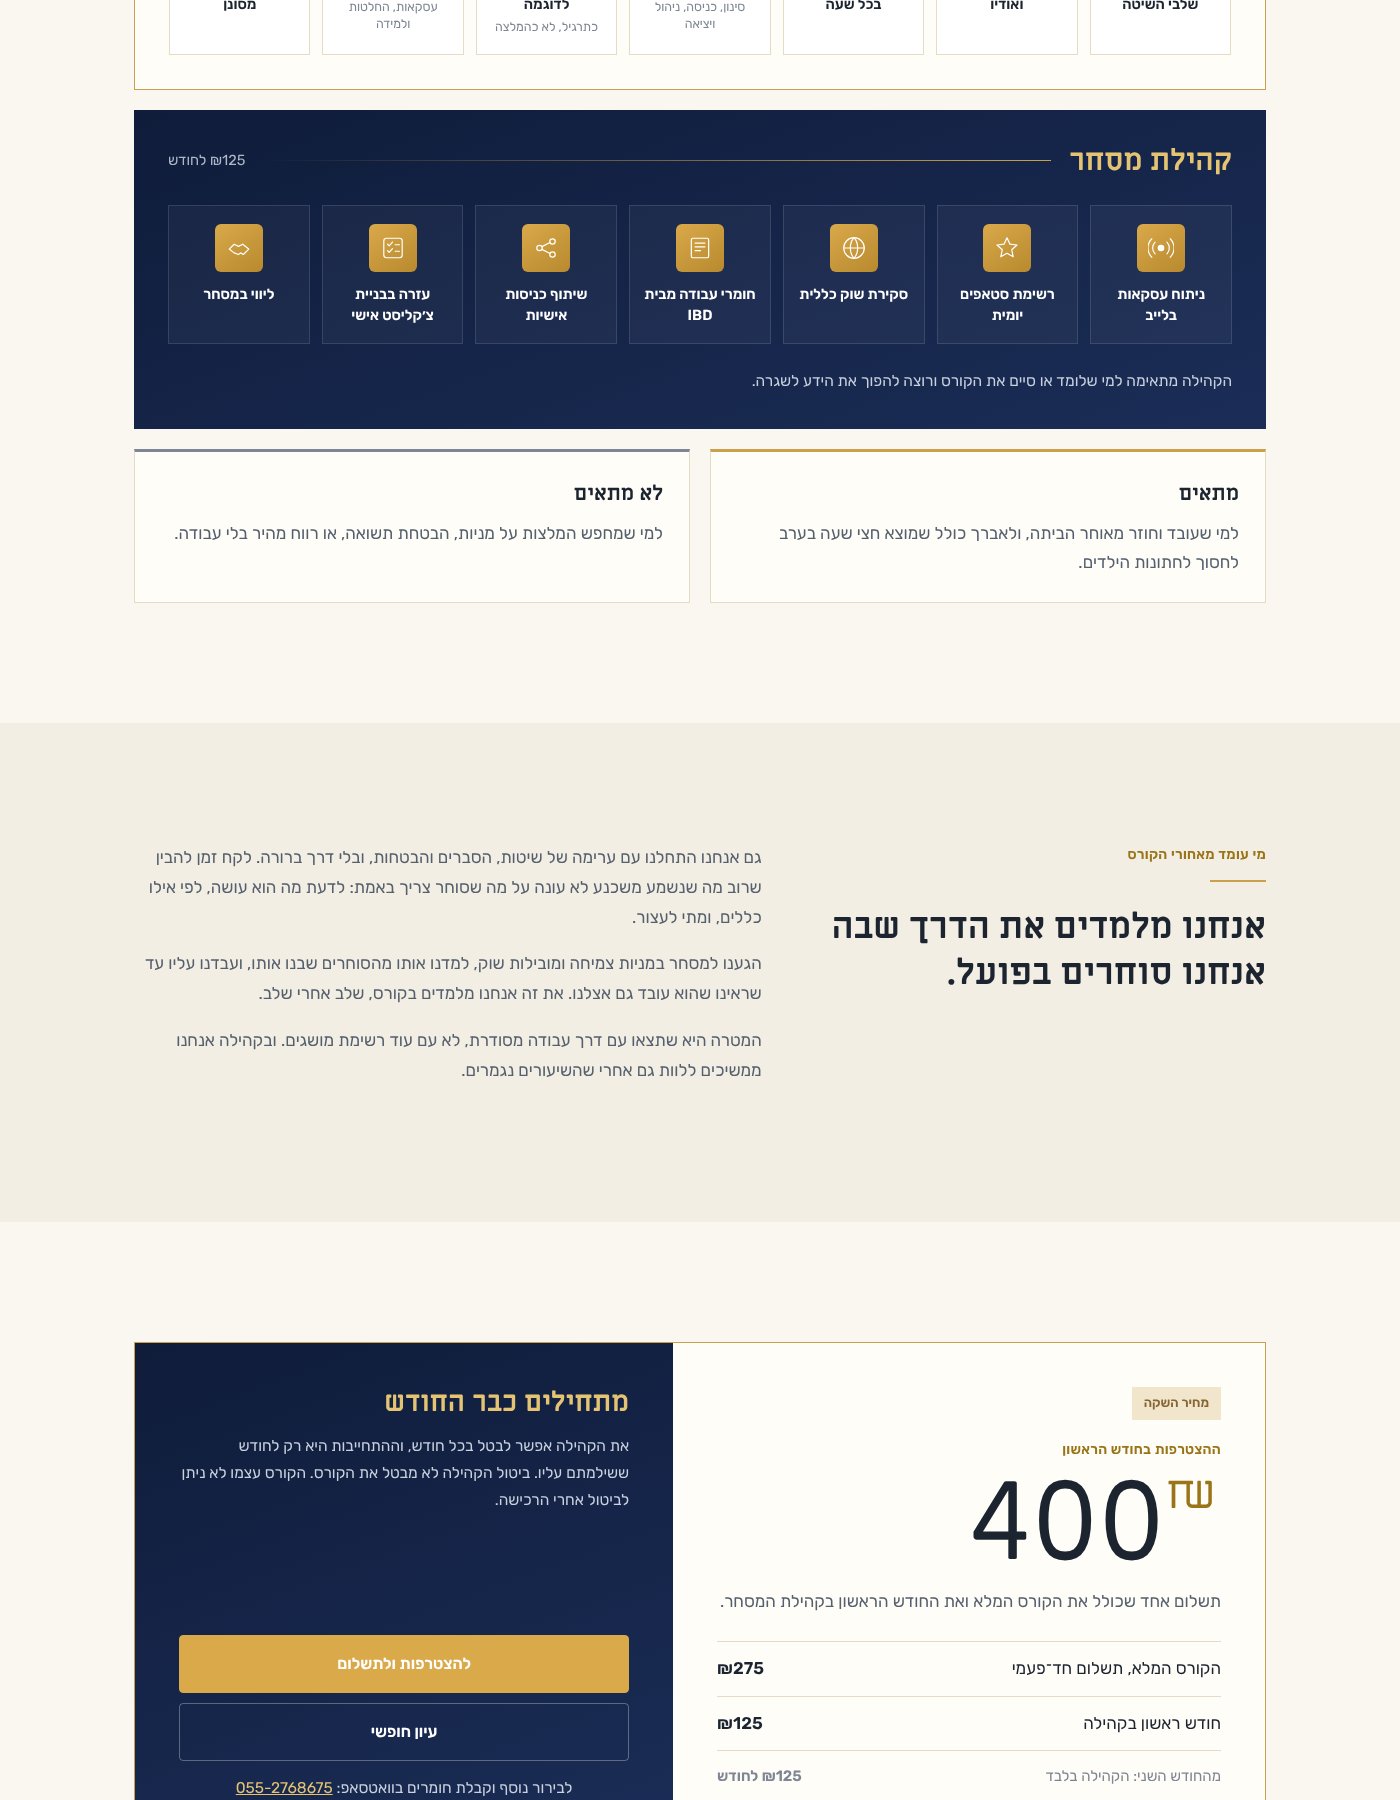 שלבי השיטה
ואודיו
בכל שעה
סינון, כניסה, ניהול
ויציאה
לדוגמה
כתרגיל, לא כהמלצה
עסקאות, החלטות
ולמידה
מסונן
קהילת מסחר
₪125 לחודש
ניתוח עסקאות
בלייב
רשימת סטאפים
יומית
סקירת שוק כללית
חומרי עבודה מבית
IBD
שיתוף כניסות
אישיות
עזרה בבניית
צ׳קליסט אישי
ליווי במסחר
הקהילה מתאימה למי שלומד או סיים את הקורס ורוצה להפוך את הידע לשגרה.
מתאים
למי שעובד וחוזר מאוחר הביתה, ולאברך כולל שמוצא חצי שעה בערב
לחסוך לחתונות הילדים.
לא מתאים
למי שמחפש המלצות על מניות, הבטחת תשואה, או רווח מהיר בלי עבודה.
מי עומד מאחורי הקורס
אנחנו מלמדים את הדרך שבה
אנחנו סוחרים בפועל.
גם אנחנו התחלנו עם ערימה של שיטות, הסברים והבטחות, ובלי דרך ברורה. לקח זמן להבין
שרוב מה שנשמע משכנע לא עונה על מה שסוחר צריך באמת: לדעת מה הוא עושה, לפי אילו
כללים, ומתי לעצור.
הגענו למסחר במניות צמיחה ומובילות שוק, למדנו אותו מהסוחרים שבנו אותו, ועבדנו עליו עד
שראינו שהוא עובד גם אצלנו. את זה אנחנו מלמדים בקורס, שלב אחרי שלב.
המטרה היא שתצאו עם דרך עבודה מסודרת, לא עם עוד רשימת מושגים. ובקהילה אנחנו
ממשיכים ללוות גם אחרי שהשיעורים נגמרים.
מחיר השקה
ההצטרפות בחודש הראשון
₪400
תשלום אחד שכולל את הקורס המלא ואת החודש הראשון בקהילת המסחר.
הקורס המלא, תשלום חד־פעמי ₪275
חודש ראשון בקהילה ₪125
מהחודש השני: הקהילה בלבד ₪125 לחודש
מתחילים כבר החודש
את הקהילה אפשר לבטל בכל חודש, וההתחייבות היא רק לחודש
ששילמתם עליו. ביטול הקהילה לא מבטל את הקורס. הקורס עצמו לא ניתן
לביטול אחרי הרכישה.
להצטרפות ולתשלום
עיון חופשי
לבירור נוסף וקבלת חומרים בוואטסאפ: 055-2768675